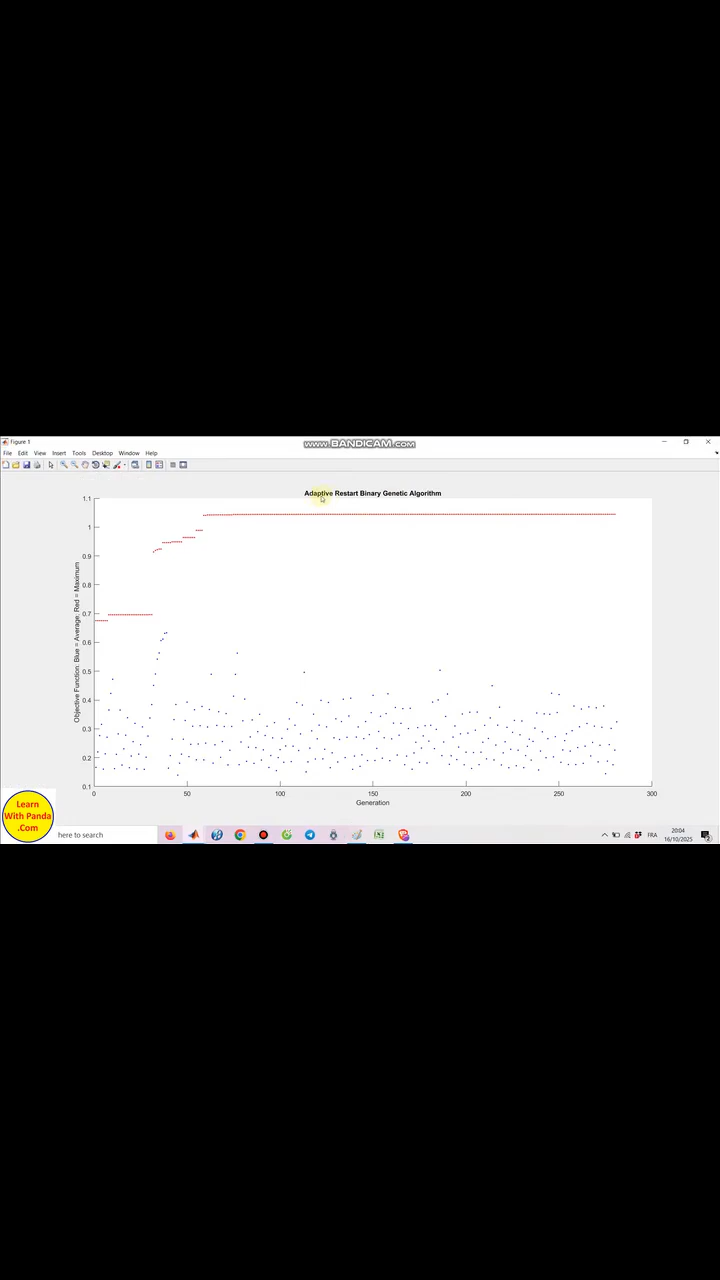 Figure 1
www.BANDICAM.com
File Edit View Insert Tools Desktop Window Help
Adaptive Restart Binary Genetic Algorithm
Objective Function. Blue = Average. Red = Maximum
1.1
1
0.9
0.8
0.7
0.6
0.5
0.4
0.3
0.2
0.1
0 50 100 150 200 250 300
Generation
Learn
With Panda
.Com
here to search
FRA
20:04
16/10/2025